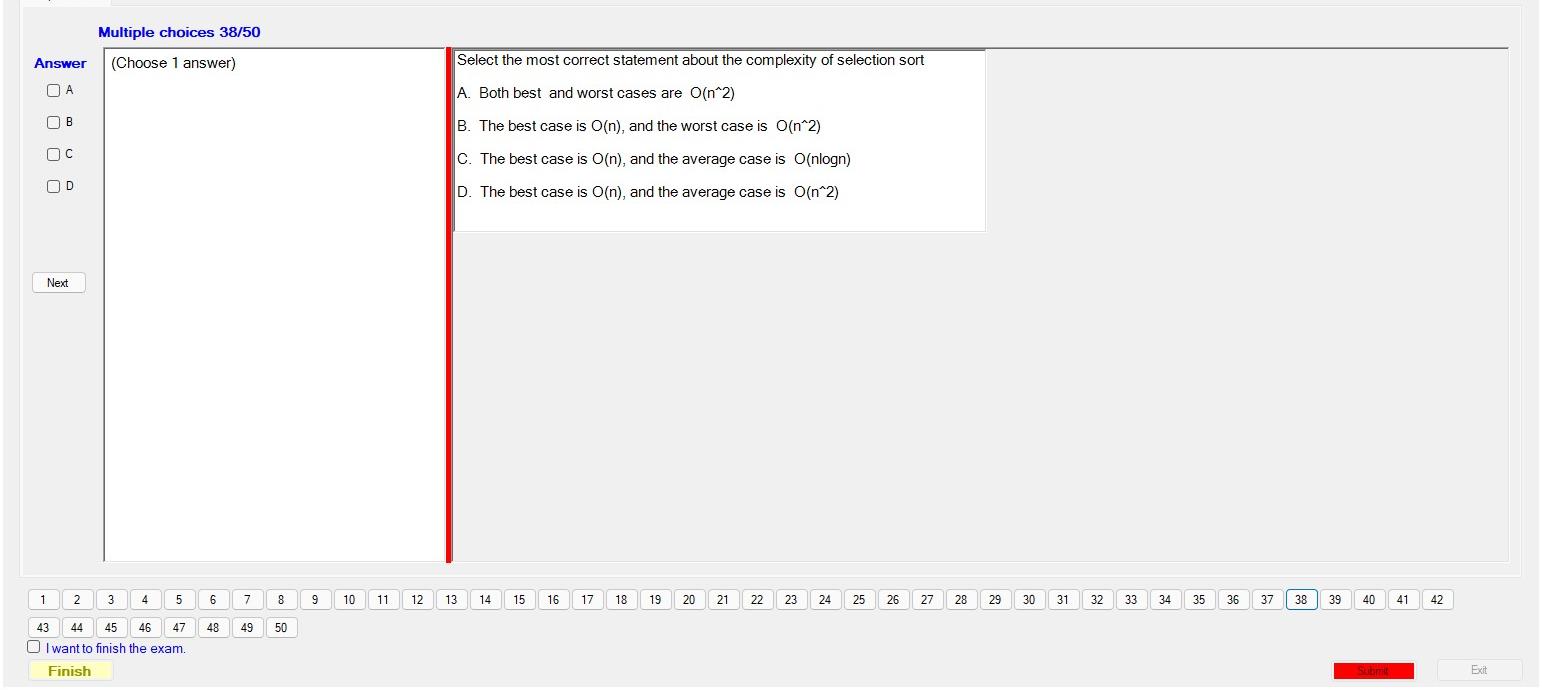 Multiple choices 38/50
Answer
(Choose 1 answer)
A
B
C
D
Next
Select the most correct statement about the complexity of selection sort
A. Both best and worst cases are O(n^2)
B. The best case is O(n), and the worst case is O(n^2)
C. The best case is O(n), and the average case is O(nlogn)
D. The best case is O(n), and the average case is O(n^2)
1 2 3 4 5 6 7 8 9 10 11 12 13 14 15 16 17 18 19 20 21 22 23 24 25 26 27 28 29 30 31 32 33 34 35 36 37 38 39 40 41 42
43 44 45 46 47 48 49 50
I want to finish the exam.
Finish
Submit
Exit